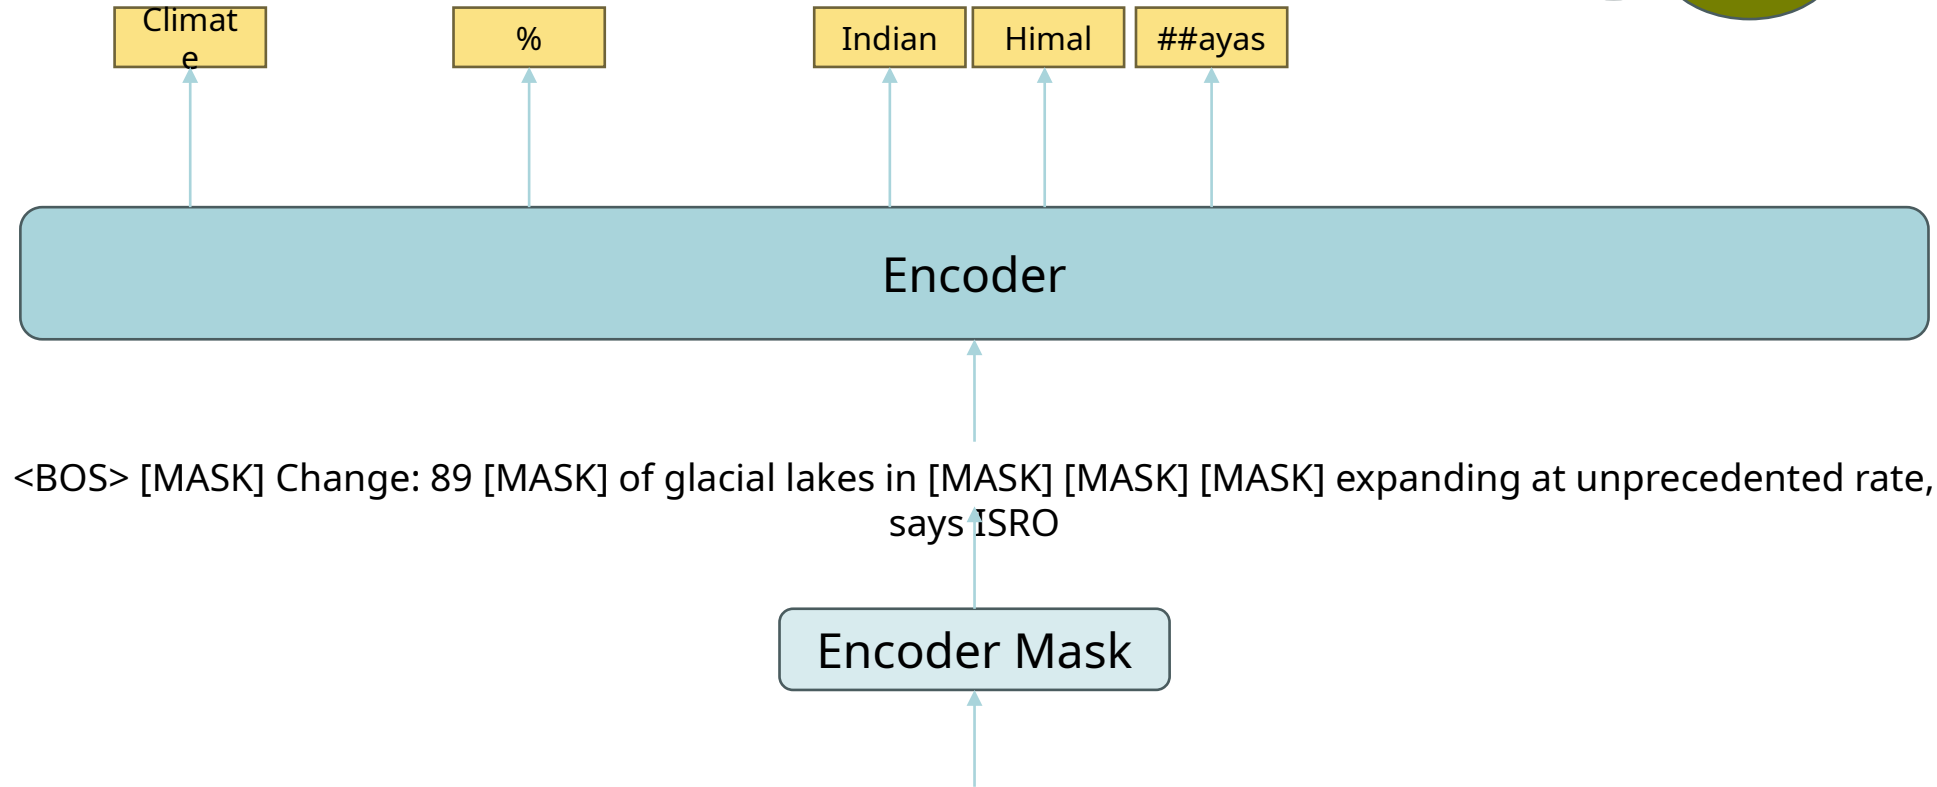 Climat
e
%
Indian
Himal
##ayas
Encoder
<BOS> [MASK] Change: 89 [MASK] of glacial lakes in [MASK] [MASK] [MASK] expanding at unprecedented rate,
says ISRO
Encoder Mask